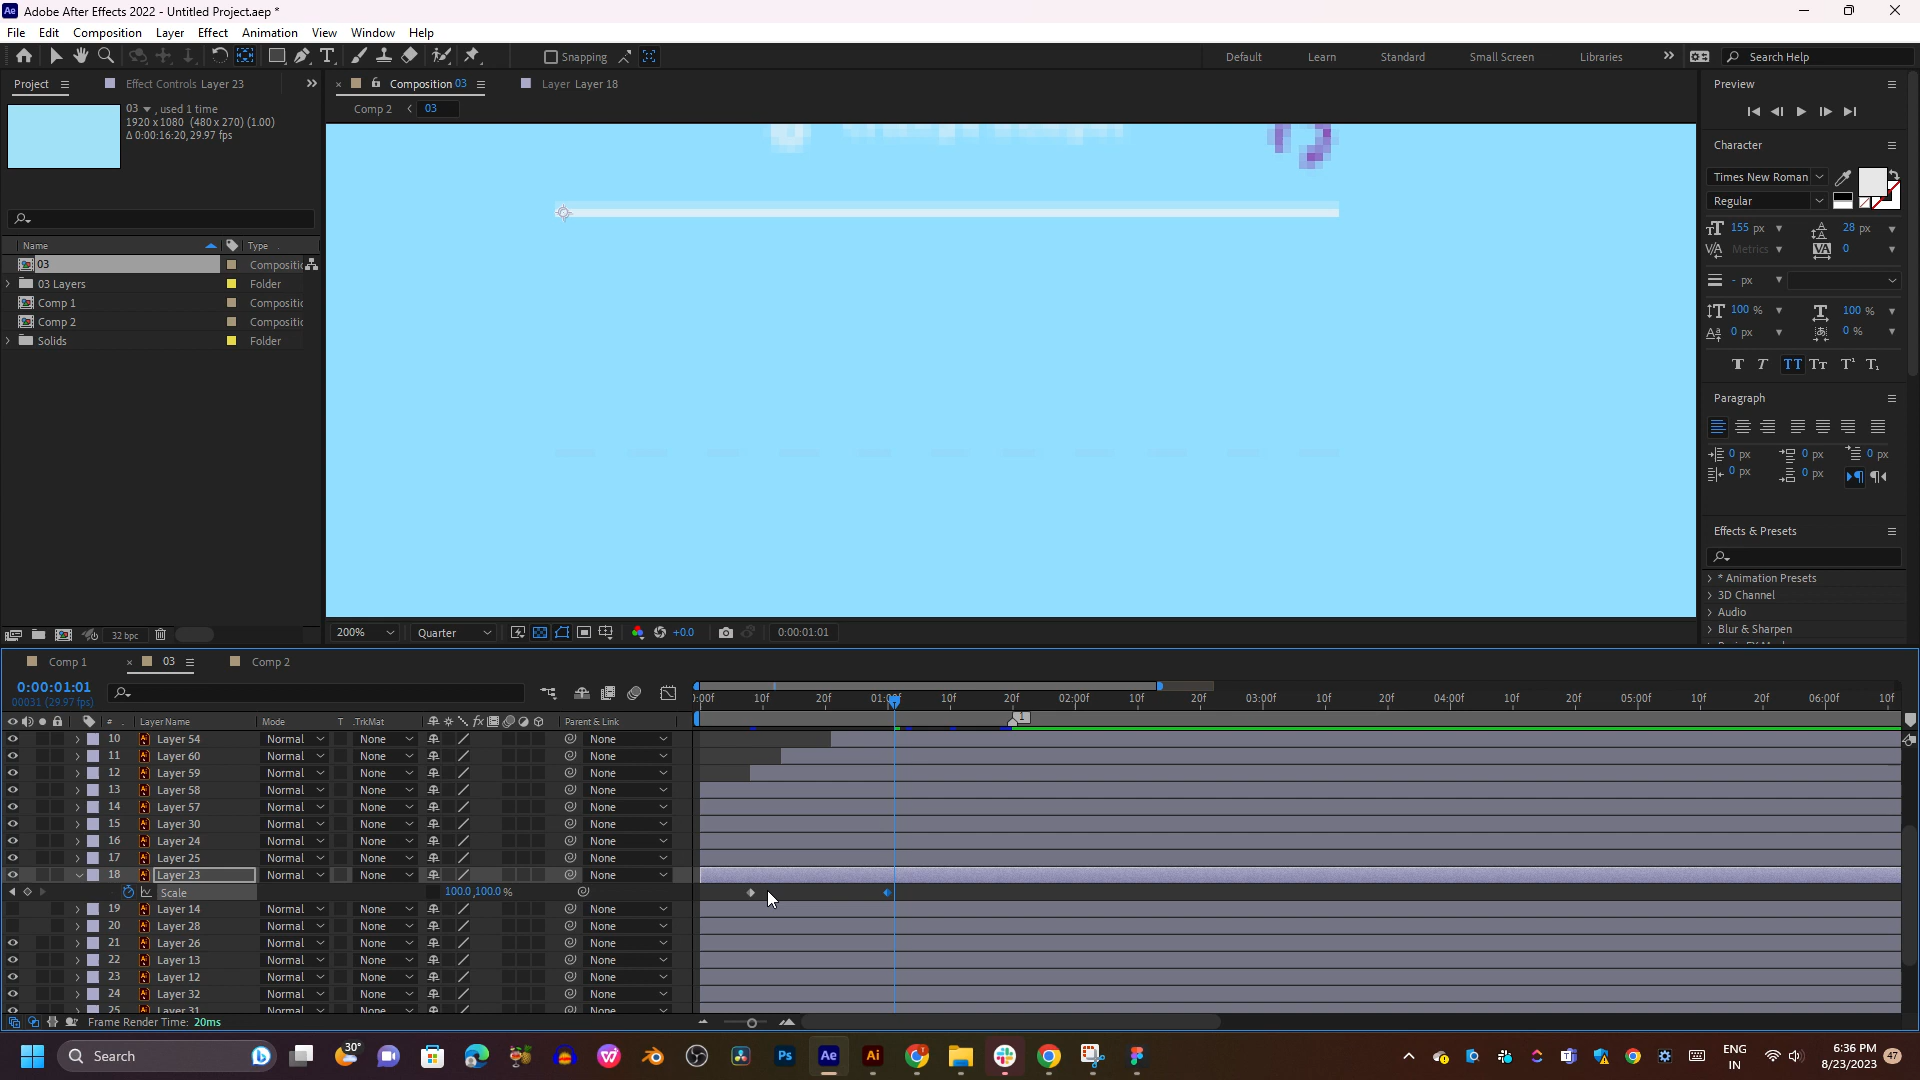 Adobe After Effects 2022 - Untitled Project.aep *
File Edit Composition Layer Effect Animation View Window Help
Snapping Default Learn Standard Small Screen Libraries Search Help
Project Effect Controls Layer 23 Composition 03 Layer Layer 18 Preview
03 , used 1 time
1920 x 1080 (480 x 270) (1.00)
Δ 0:00:16:20, 29.97 fps
Comp 2 03
Character
Times New Roman
Regular
155 px 28 px
Metrics 0
- px
100 % 100 %
0 px 0 %
Name Type
03 Compositic
03 Layers Folder
Comp 1 Compositic
Comp 2 Compositic
Solids Folder
Paragraph
0 px 0 px 0 px
0 px 0 px
Effects & Presets
* Animation Presets
3D Channel
Audio
Blur & Sharpen
32 bpc 200% Quarter +0.0 0:00:01:01
Comp 1 03 Comp 2
0:00:01:01
00031 (29.97 fps)
):00f 10f 20f 01:00f 10f 20f 02:00f 10f 20f 03:00f 10f 20f 04:00f 10f 20f 05:00f 10f 20f 06:00f 10f
# Layer Name Mode T .TrkMat Parent & Link 1
10 Layer 54 Normal None None
11 Layer 60 Normal None None
12 Layer 59 Normal None None
13 Layer 58 Normal None None
14 Layer 57 Normal None None
15 Layer 30 Normal None None
16 Layer 24 Normal None None
17 Layer 25 Normal None None
18 Layer 23 Normal None None
Scale 100.0,100.0 %
19 Layer 14 Normal None None
20 Layer 28 Normal None None
21 Layer 26 Normal None None
22 Layer 13 Normal None None
23 Layer 12 Normal None None
24 Layer 32 Normal None None
25 Layer 31 Normal None None
Frame Render Time: 20ms
Search 30° ENG IN 6:36 PM 8/23/2023 47